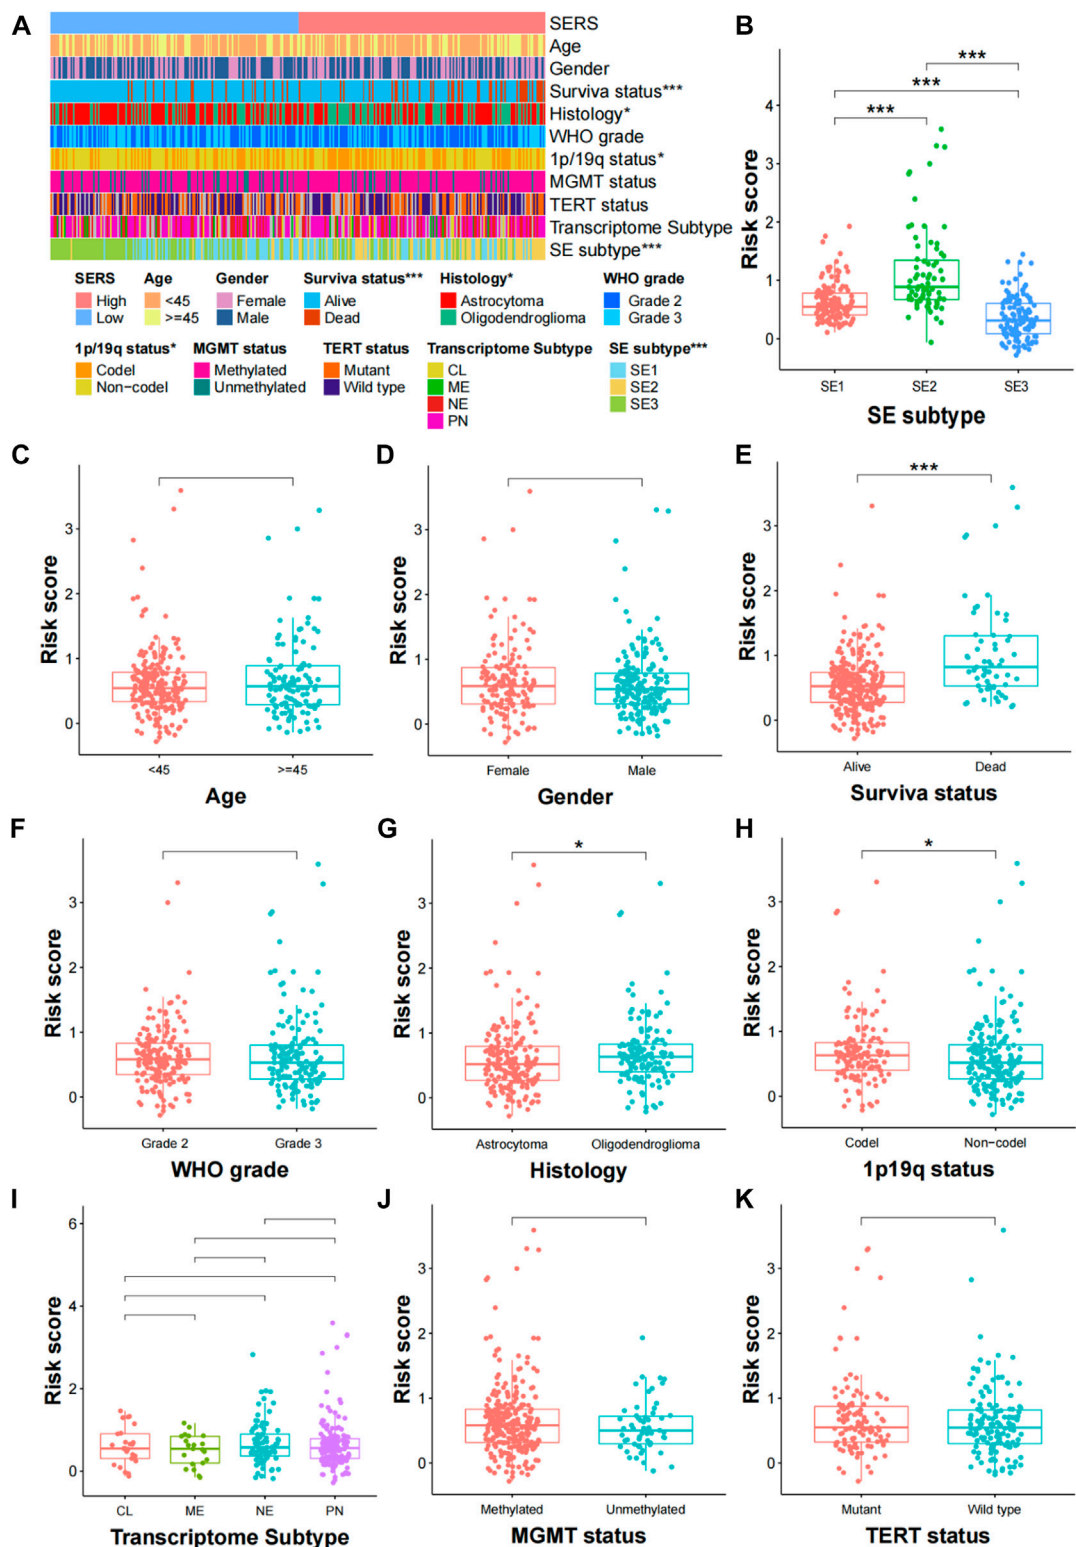 A
SERS
Age
Gender
Surviva status***
Histology*
WHO grade
1p/19q status*
MGMT status
TERT status
Transcriptome Subtype
SE subtype***
SERS
High
Low
Age
<45
>=45
Gender
Female
Male
Surviva status***
Alive
Dead
Histology*
Astrocytoma
Oligodendroglioma
WHO grade
Grade 2
Grade 3
1p/19q status*
Codel
Non-codel
MGMT status
Methylated
Unmethylated
TERT status
Mutant
Wild type
Transcriptome Subtype
CL
ME
NE
PN
SE subtype***
SE1
SE2
SE3
B
***
***
***
Risk score
4
3
2
1
0
SE1 SE2 SE3
SE subtype
C
Risk score
3
2
1
0
<45 >=45
Age
D
Risk score
3
2
1
0
Female Male
Gender
E
***
Risk score
3
2
1
0
Alive Dead
Surviva status
F
Risk score
3
2
1
0
Grade 2 Grade 3
WHO grade
G
*
Risk score
3
2
1
0
Astrocytoma Oligodendroglioma
Histology
H
*
Risk score
3
2
1
0
Codel Non-codel
1p19q status
I
Risk score
6
4
2
0
CL ME NE PN
Transcriptome Subtype
J
Risk score
3
2
1
0
Methylated Unmethylated
MGMT status
K
Risk score
3
2
1
0
Mutant Wild type
TERT status